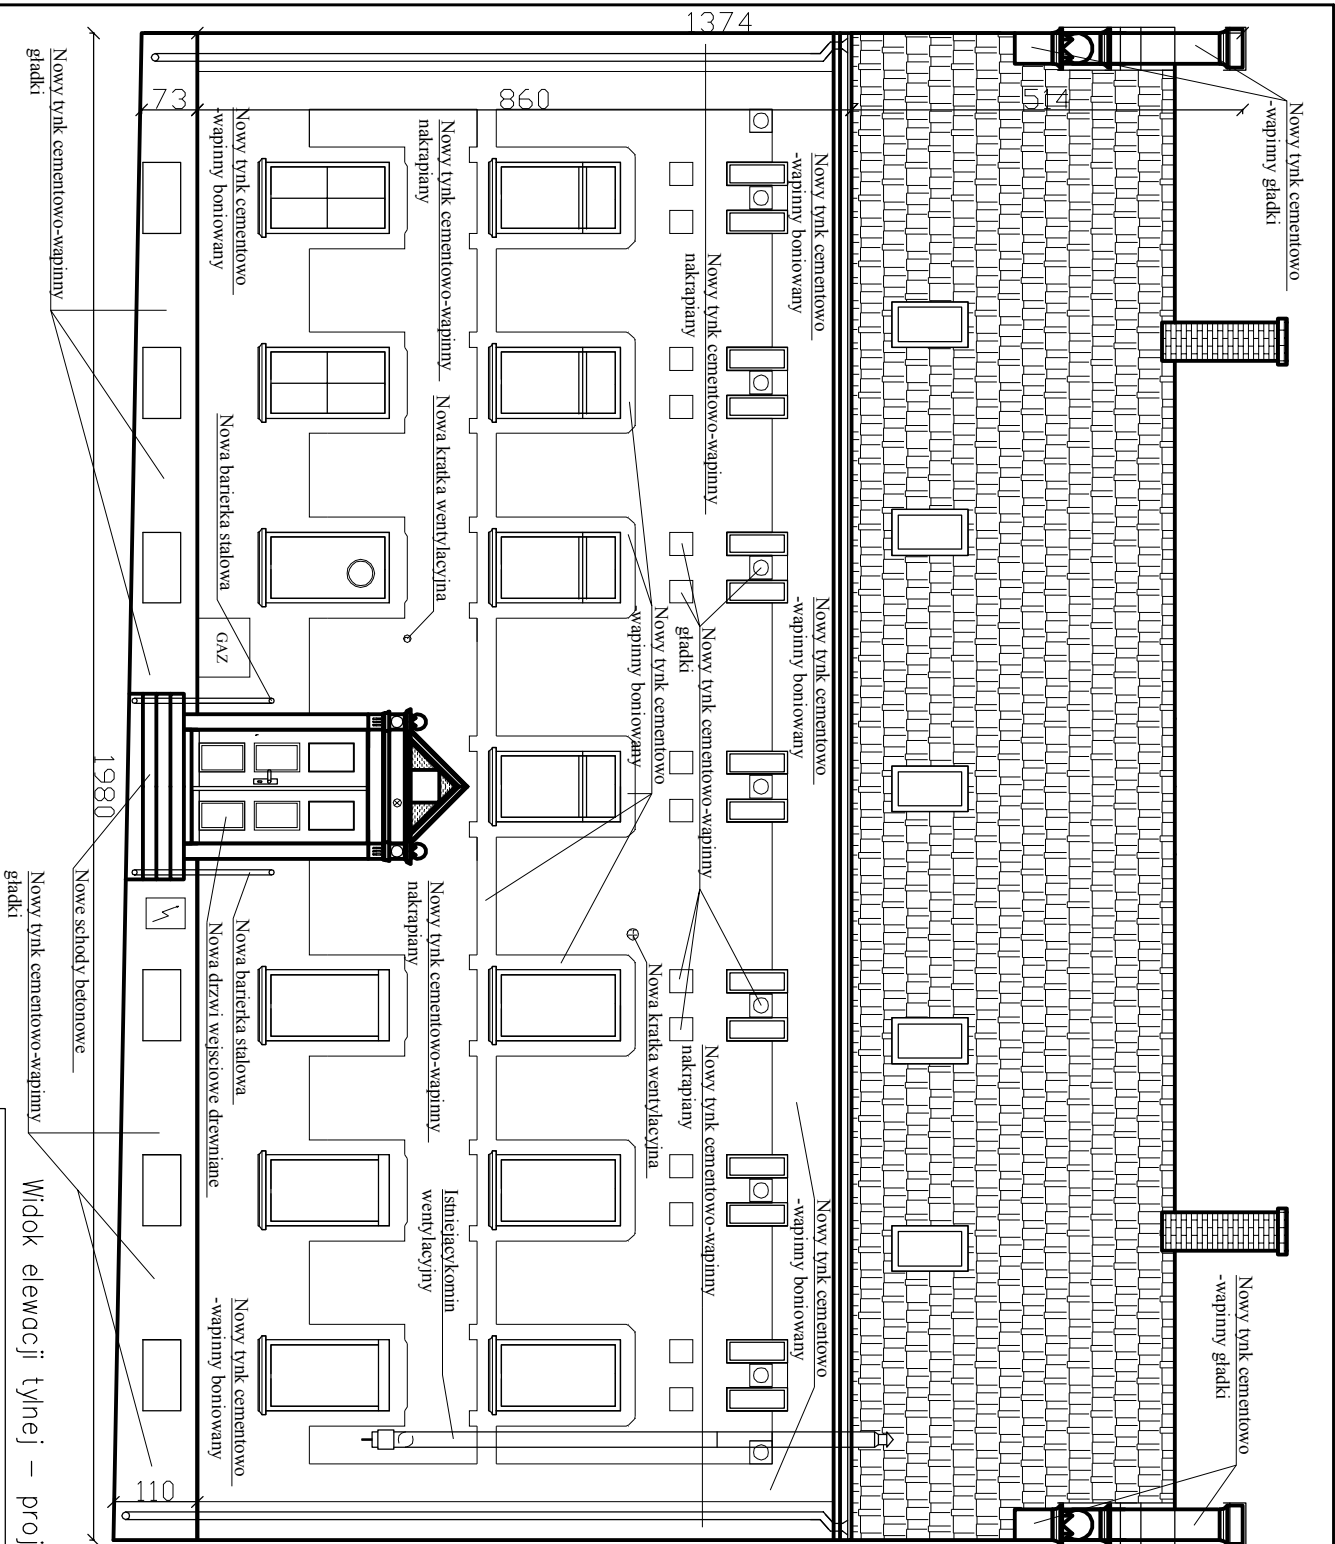 Nowy tynk cementowo
-wapinny gładki
Nowy tynk cementowo
-wapinny gładki
514
1374
860
73
110
1980
Nowy tynk cementowo
-wapinny boniowany
Nowy tynk cementowo
-wapinny boniowany
Nowy tynk cementowo
-wapinny boniowany
Nowy tynk cementowo-wapinny
nakrapiany
Nowy tynk cementowo-wapinny
gładki
Nowy tynk cementowo-wapinny
nakrapiany
Nowy tynk cementowo
-wapinny boniowany
Nowa kratka wentylacyjna
Nowy tynk cementowo-wapinny
nakrapiany
Nowa kratka wentylacyjna
Nowy tynk cementowo-wapinny
nakrapiany
Istniejącykomin
wentylacyjny
Nowy tynk cementowo
-wapinny boniowany
Nowa barierka stalowa
GAZ
Nowa barierka stalowa
Nowa drzwi wejsciowe drewniane
Nowy tynk cementowo
-wapinny boniowany
Nowy tynk cementowo-wapinny
gładki
Nowe schody betonowe
Nowy tynk cementowo-wapinny
gładki
Widok elewacji tylnej – proj